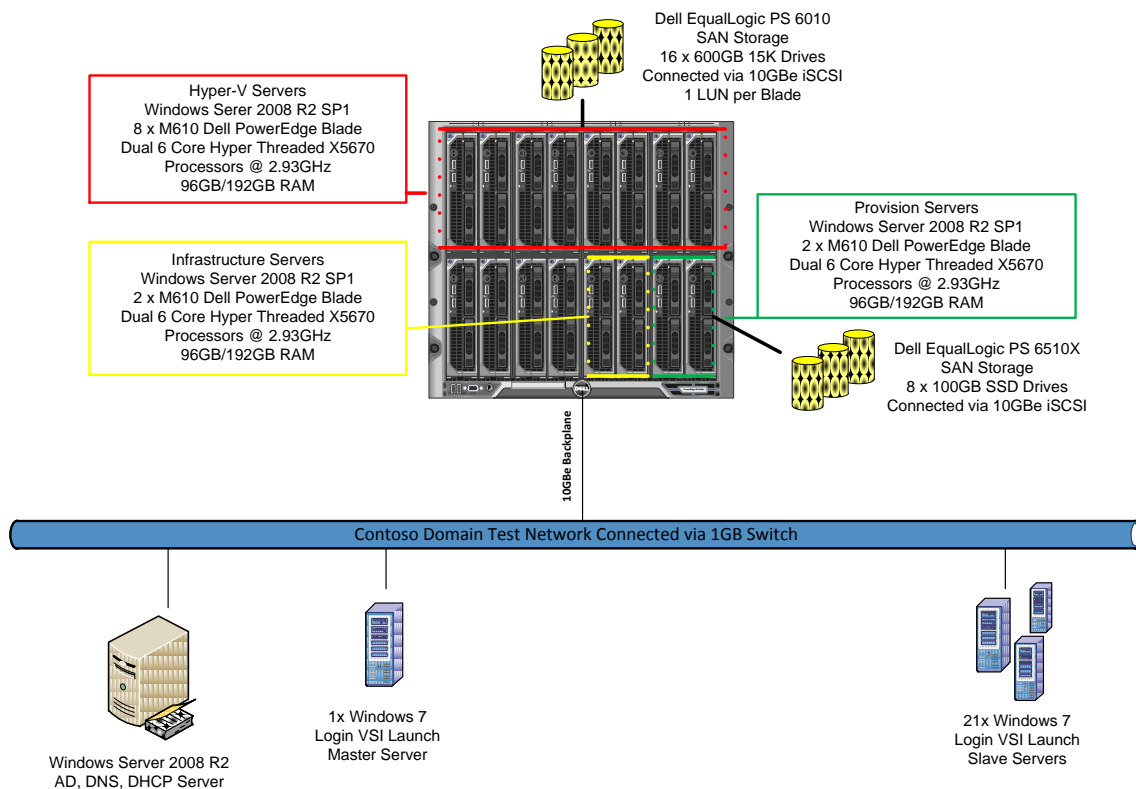 Dell EqualLogic PS 6010
SAN Storage
16 x 600GB 15K Drives
Connected via 10GBe iSCSI
1 LUN per Blade
Hyper-V Servers
Windows Serer 2008 R2 SP1
8 x M610 Dell PowerEdge Blade
Dual 6 Core Hyper Threaded X5670
Processors @ 2.93GHz
96GB/192GB RAM
Provision Servers
Windows Server 2008 R2 SP1
2 x M610 Dell PowerEdge Blade
Dual 6 Core Hyper Threaded X5670
Processors @ 2.93GHz
96GB/192GB RAM
Infrastructure Servers
Windows Server 2008 R2 SP1
2 x M610 Dell PowerEdge Blade
Dual 6 Core Hyper Threaded X5670
Processors @ 2.93GHz
96GB/192GB RAM
Dell EqualLogic PS 6510X
SAN Storage
8 x 100GB SSD Drives
Connected via 10GBe iSCSI
DELL
10GBe Backplane
Contoso Domain Test Network Connected via 1GB Switch
Windows Server 2008 R2
AD, DNS, DHCP Server
1x Windows 7
Login VSI Launch
Master Server
21x Windows 7
Login VSI Launch
Slave Servers